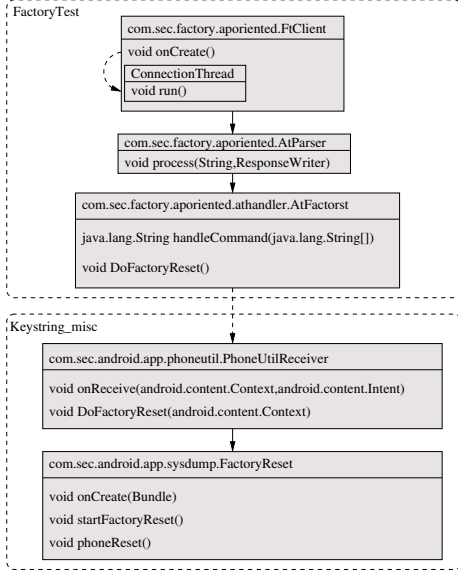 FactoryTest
com.sec.factory.aporiented.FtClient
void onCreate()
ConnectionThread
void run()
com.sec.factory.aporiented.AtParser
void process(String,ResponseWriter)
com.sec.factory.aporiented.athandler.AtFactorst
java.lang.String handleCommand(java.lang.String[])
void DoFactoryReset()
Keystring_misc
com.sec.android.app.phoneutil.PhoneUtilReceiver
void onReceive(android.content.Context,android.content.Intent)
void DoFactoryReset(android.content.Context)
com.sec.android.app.sysdump.FactoryReset
void onCreate(Bundle)
void startFactoryReset()
void phoneReset()